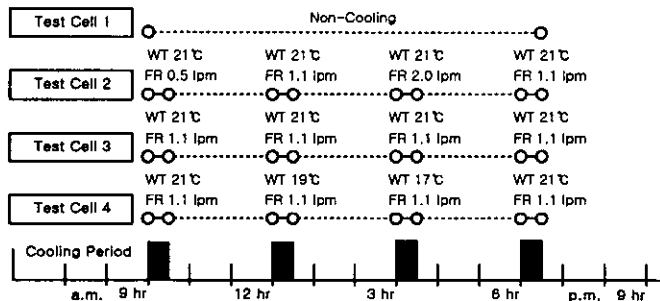 Test Cell 1
Non-Cooling
WT 21℃ WT 21℃ WT 21℃ WT 21℃
Test Cell 2
FR 0.5 lpm FR 1.1 lpm FR 2.0 lpm FR 1.1 lpm
WT 21℃ WT 21℃ WT 21℃ WT 21℃
Test Cell 3
FR 1.1 lpm FR 1.1 lpm FR 1.1 lpm FR 1.1 lpm
WT 21℃ WT 19℃ WT 17℃ WT 21℃
Test Cell 4
FR 1.1 lpm FR 1.1 lpm FR 1.1 lpm FR 1.1 lpm
Cooling Period
a.m. 9 hr 12 hr 3 hr 6 hr p.m. 9 hr